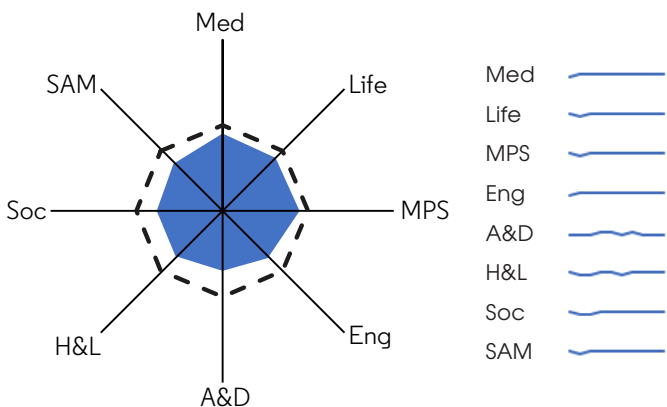 Med
SAM
Life
Soc
MPS
H&L
Eng
A&D
Med
Life
MPS
Eng
A&D
H&L
Soc
SAM